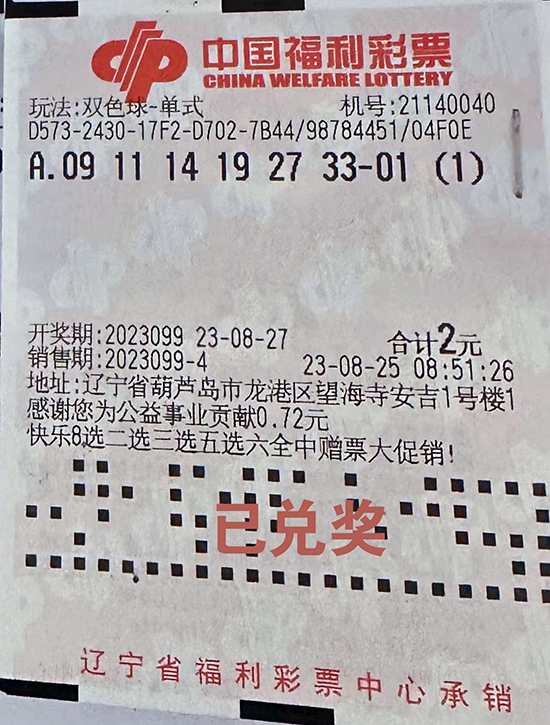 中国福利彩票
CHINA WELFARE LOTTERY
玩法:双色球-单式 机号:21140040
D573-2430-17F2-D702-7B44/98784451/04F0E
A.09 11 14 19 27 33-01 (1)
开奖期:2023099 23-08-27 合计2元
销售期:2023099-4 23-08-25 08:51:26
地址:辽宁省葫芦岛市龙港区望海寺安吉1号楼1
感谢您为公益事业贡献0.72元
快乐8选二选三选五选六全中赠票大促销!
已兑奖
辽宁省福利彩票中心承销